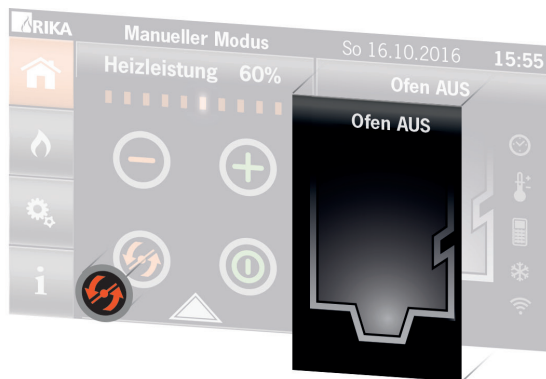 RIKA
Manueller Modus
So 16.10.2016
15:55
Heizleistung 60%
Ofen AUS
Ofen AUS
i